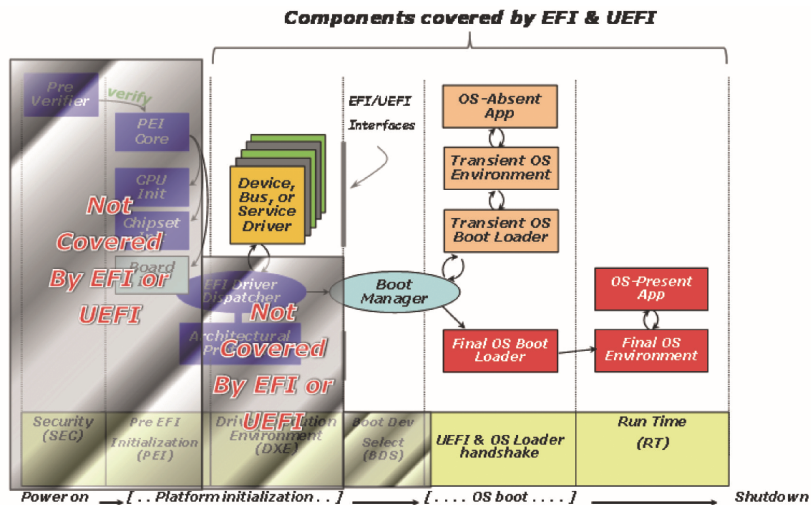 Components covered by EFI & UEFI
Pre
Verifier
verify
PEI
Core
CPU
Init
Chipset
Init
Board
Not
Covered
By EFI or
UEFI
Device,
Bus, or
Service
Driver
EFI/UEFI
Interfaces
EFI Driver
Dispatcher
Architectural
Not
Covered
By EFI or
UEFI
Boot
Manager
OS-Absent
App
Transient OS
Environment
Transient OS
Boot Loader
Final OS Boot
Loader
OS-Present
App
Final OS
Environment
Security
(SEC)
Pre EFI
Initialization
(PEI)
Driver Execution
Environment
(DXE)
Boot Dev
Select
(BDS)
UEFI & OS Loader
handshake
Run Time
(RT)
Power on
[ . . Platform initialization . . ]
[ . . . . OS boot . . . . ]
Shutdown